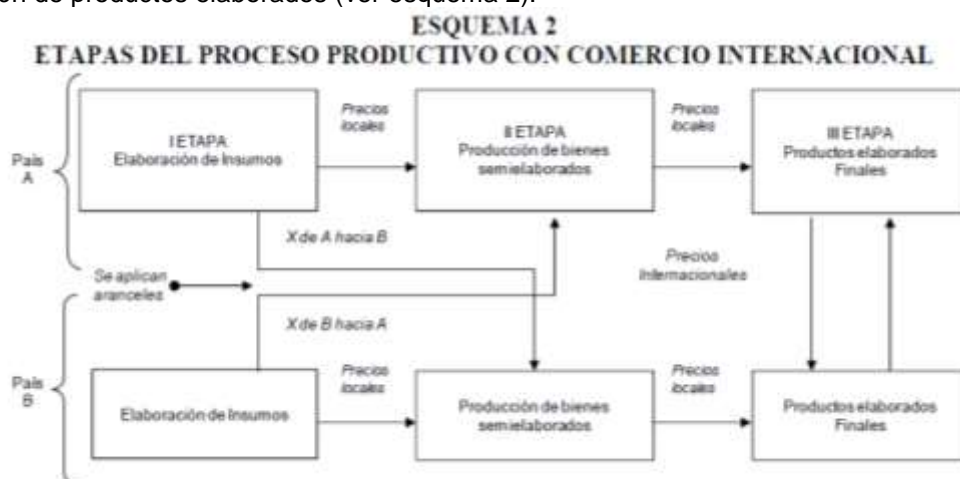 ón de productos elaborados (ver esquema 2).
ESQUEMA 2
ETAPAS DEL PROCESO PRODUCTIVO CON COMERCIO INTERNACIONAL
País
A
I ETAPA
Elaboración de Insumos
Precios
locales
II ETAPA
Producción de bienes
semielaborados
Precios
locales
III ETAPA
Productos elaborados
Finales
X de A hacia B
Se aplican
aranceles
Precios
Internacionales
X de B hacia A
País
B
Elaboración de Insumos
Precios
locales
Producción de bienes
semielaborados
Precios
locales
Productos elaborados
Finales